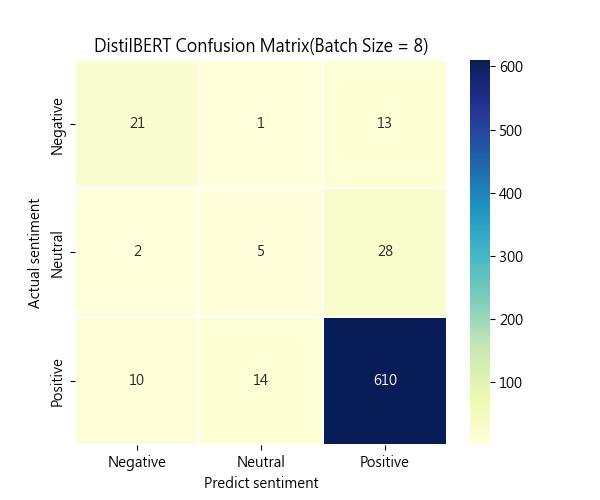 DistilBERT Confusion Matrix(Batch Size = 8)
600
500
400
300
200
100
Actual sentiment
Negative
Neutral
Positive
21 1 13
2 5 28
10 14 610
Negative Neutral Positive
Predict sentiment